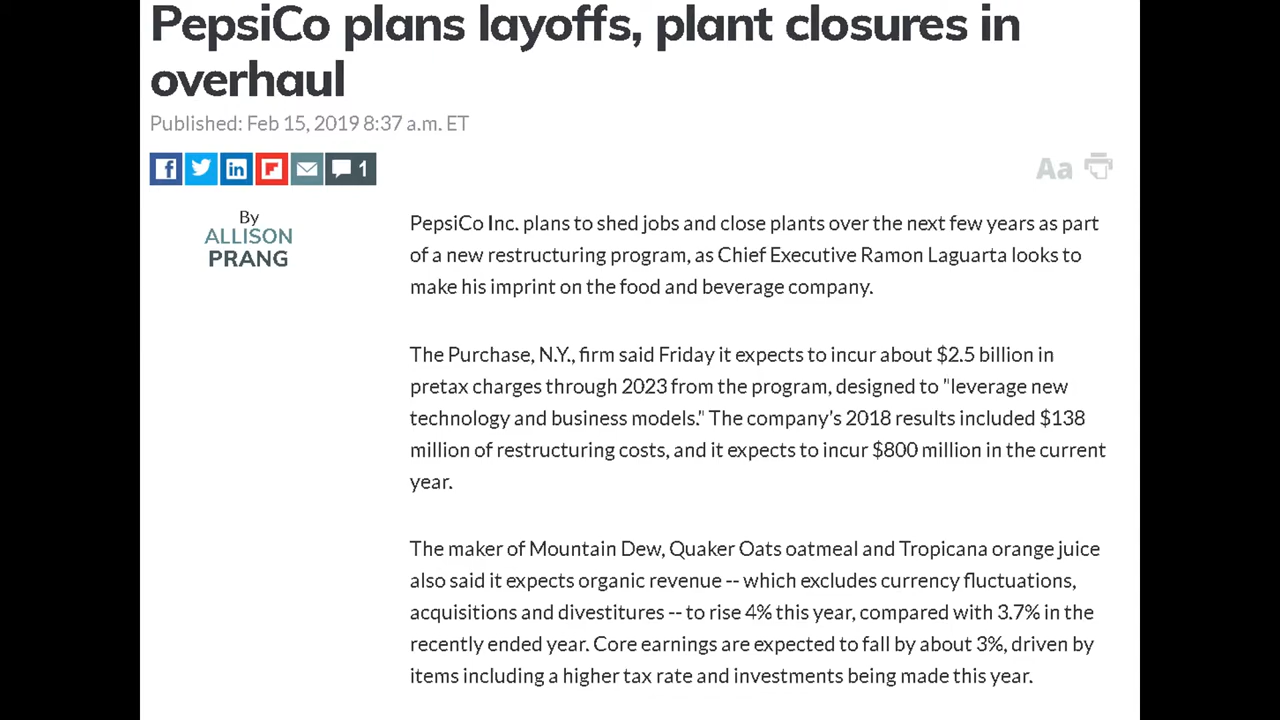 PepsiCo plans layoffs, plant closures in
overhaul
Published: Feb 15, 2019 8:37 a.m. ET
f
in
1
Aa
By
ALLISON
PRANG
PepsiCo Inc. plans to shed jobs and close plants over the next few years as part
of a new restructuring program, as Chief Executive Ramon Laguarta looks to
make his imprint on the food and beverage company.
The Purchase, N.Y., firm said Friday it expects to incur about $2.5 billion in
pretax charges through 2023 from the program, designed to "leverage new
technology and business models." The company's 2018 results included $138
million of restructuring costs, and it expects to incur $800 million in the current
year.
The maker of Mountain Dew, Quaker Oats oatmeal and Tropicana orange juice
also said it expects organic revenue -- which excludes currency fluctuations,
acquisitions and divestitures -- to rise 4% this year, compared with 3.7% in the
recently ended year. Core earnings are expected to fall by about 3%, driven by
items including a higher tax rate and investments being made this year.